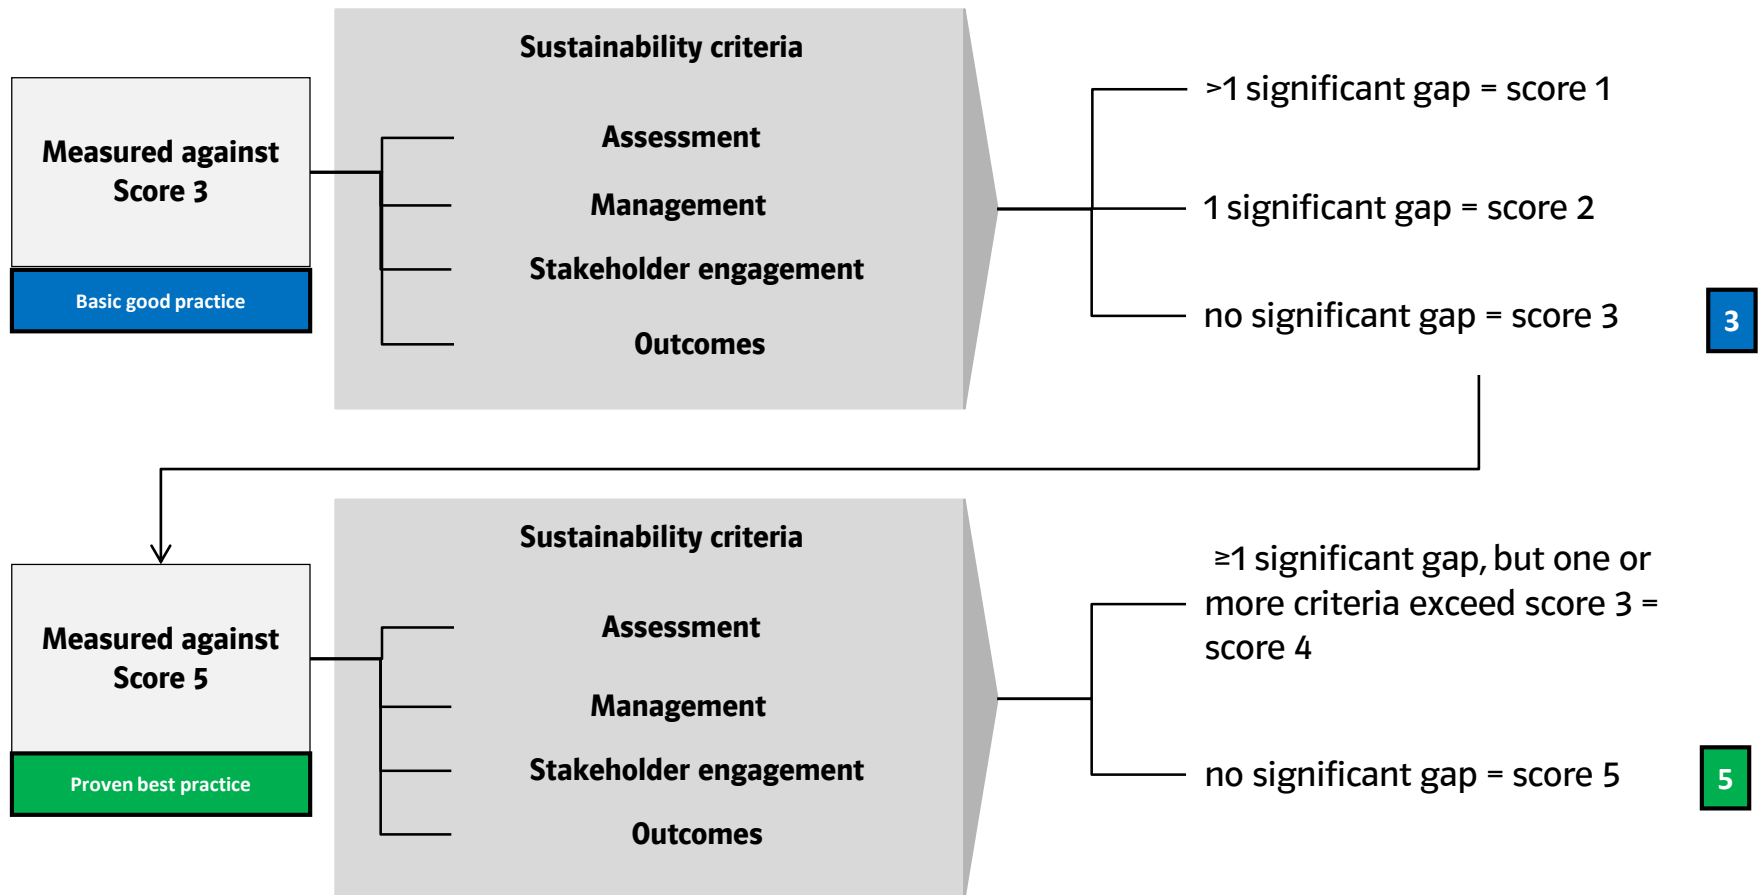 Sustainability criteria
Measured against
Score 3
Basic good practice
Assessment
Management
Stakeholder engagement
Outcomes
>1 significant gap = score 1
1 significant gap = score 2
no significant gap = score 3
3
Sustainability criteria
Measured against
Score 5
Proven best practice
Assessment
Management
Stakeholder engagement
Outcomes
≥1 significant gap, but one or
more criteria exceed score 3 =
score 4
no significant gap = score 5
5